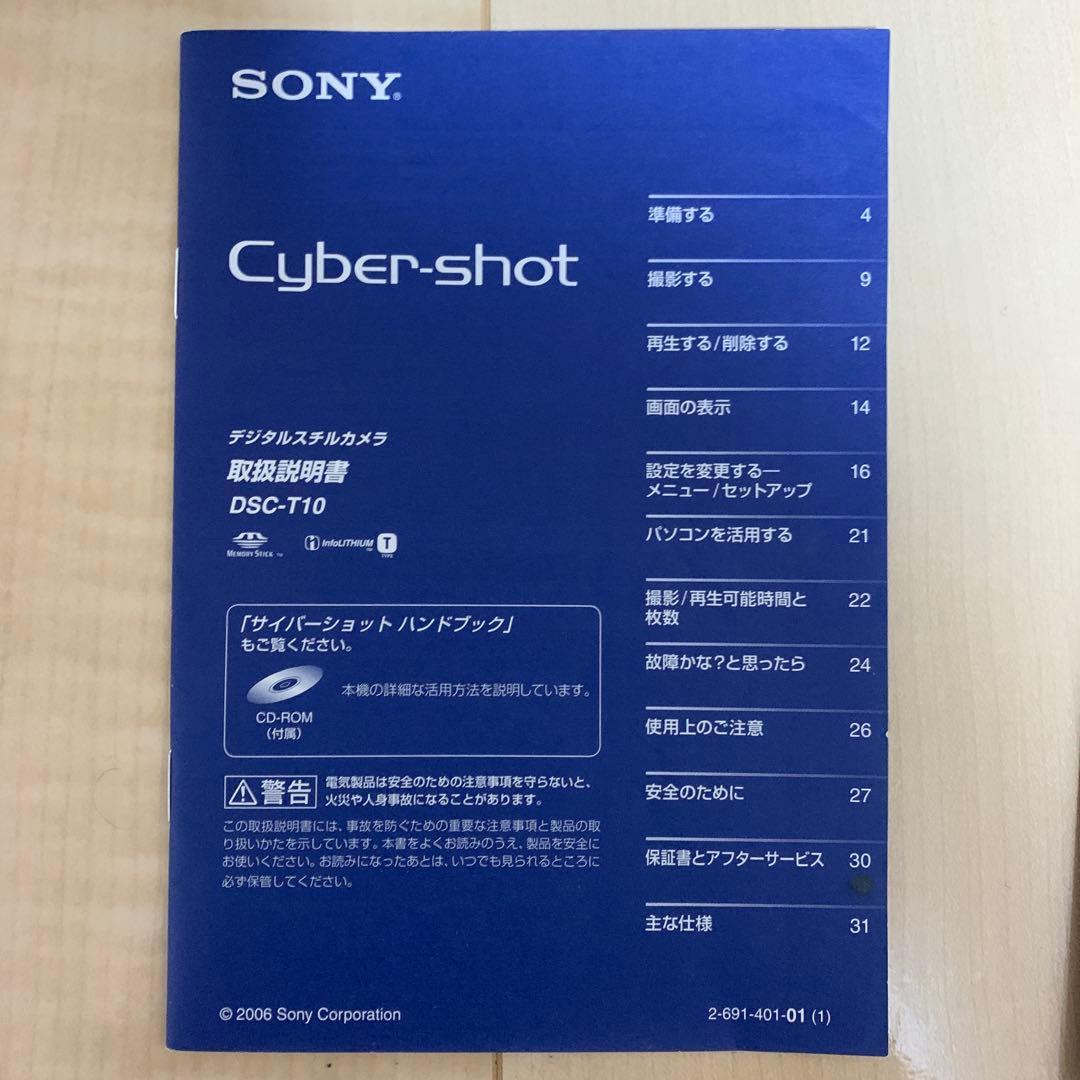 SONY®
Cyber-shot
デジタルスチルカメラ
取扱説明書
DSC-T10
MEMORY STICK TM
InfoLITHIUM TM T TYPE
「サイバーショット ハンドブック」
もご覧ください。
本機の詳細な活用方法を説明しています。
CD-ROM
（付属）
警告
電気製品は安全のための注意事項を守らないと、
火災や人身事故になることがあります。
この取扱説明書には、事故を防ぐための重要な注意事項と製品の取
り扱いかたを示しています。本書をよくお読みのうえ、製品を安全に
お使いください。お読みになったあとは、いつでも見られるところに
必ず保管してください。
準備する 4
撮影する 9
再生する/削除する 12
画面の表示 14
設定を変更する— 16
メニュー/セットアップ
パソコンを活用する 21
撮影/再生可能時間と 22
枚数
故障かな?と思ったら 24
使用上のご注意 26
安全のために 27
保証書とアフターサービス 30
主な仕様 31
© 2006 Sony Corporation
2-691-401-01 (1)